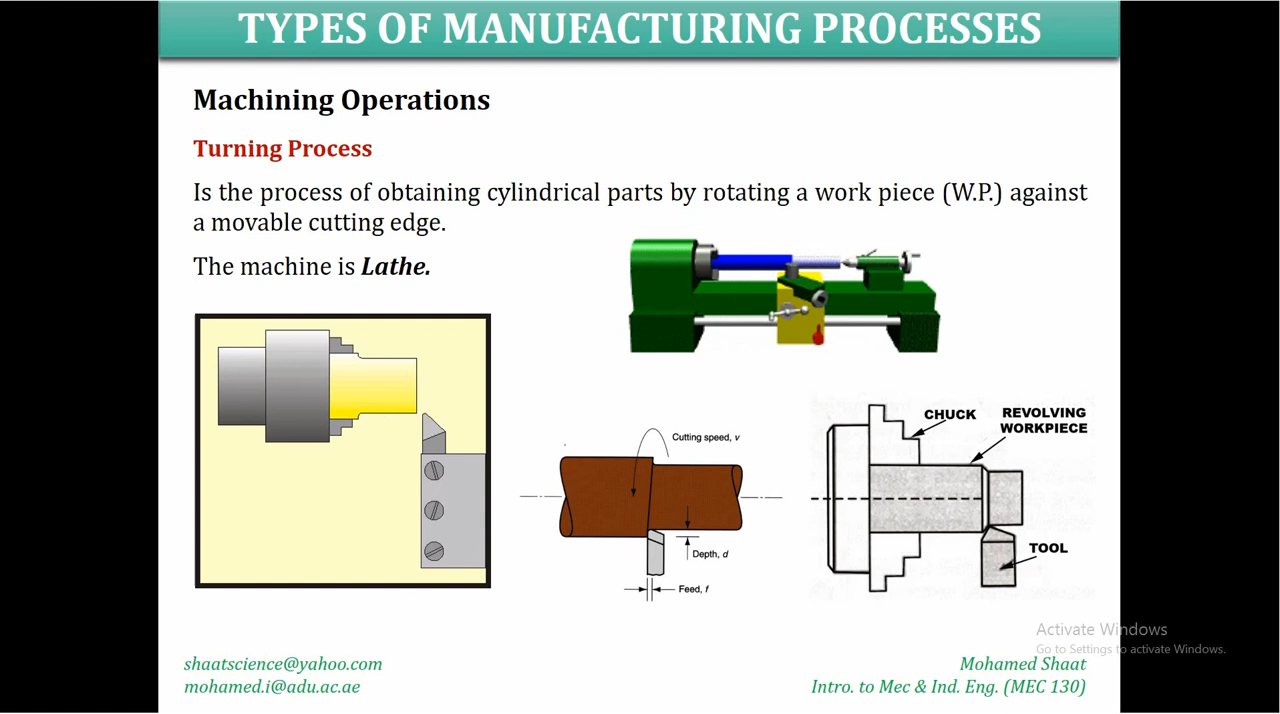 TYPES OF MANUFACTURING PROCESSES
Machining Operations
Turning Process
Is the process of obtaining cylindrical parts by rotating a work piece (W.P.) against
a movable cutting edge.
The machine is Lathe.
Cutting speed, v
Depth, d
Feed, f
CHUCK
REVOLVING
WORKPIECE
TOOL
Activate Windows
Go to Settings to activate Windows.
shaatscience@yahoo.com
mohamed.i@adu.ac.ae
Mohamed Shaat
Intro. to Mec & Ind. Eng. (MEC 130)